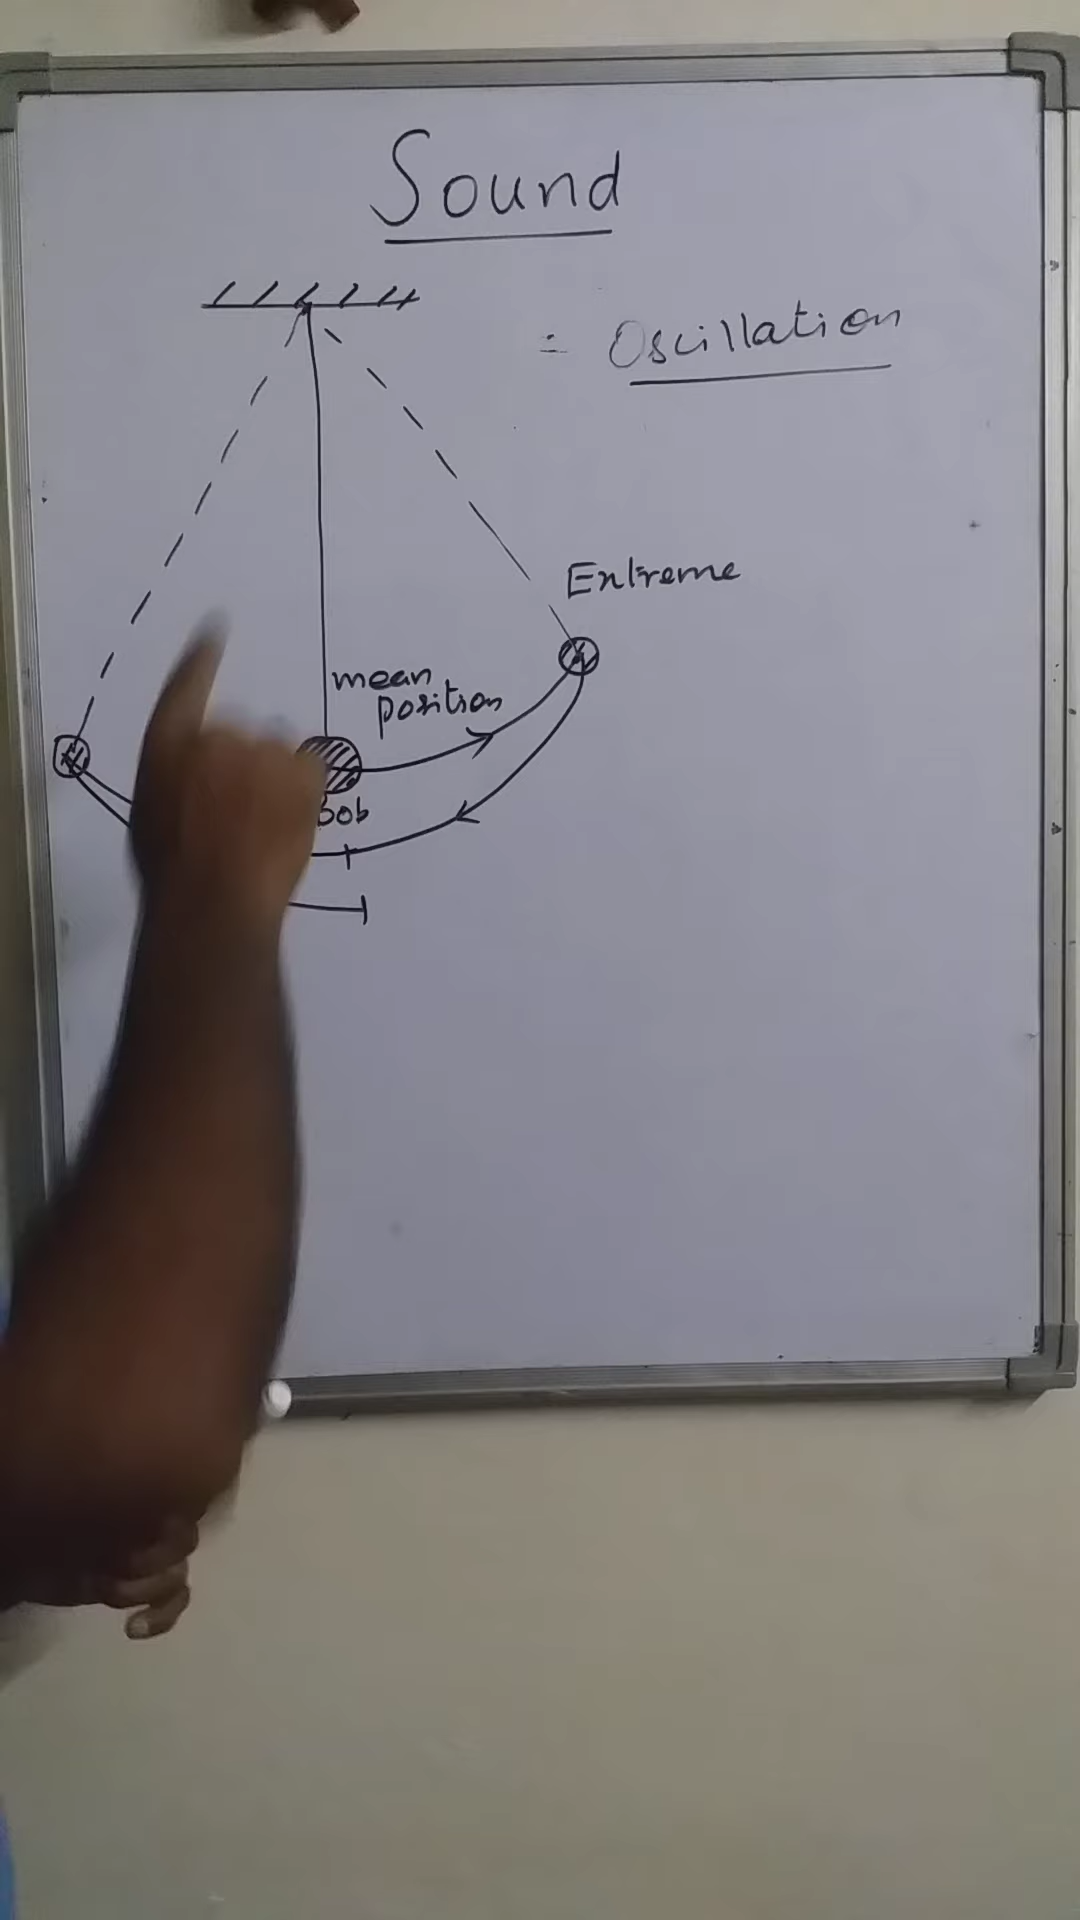 Sound
= Oscillation
Extreme
mean
position
bob